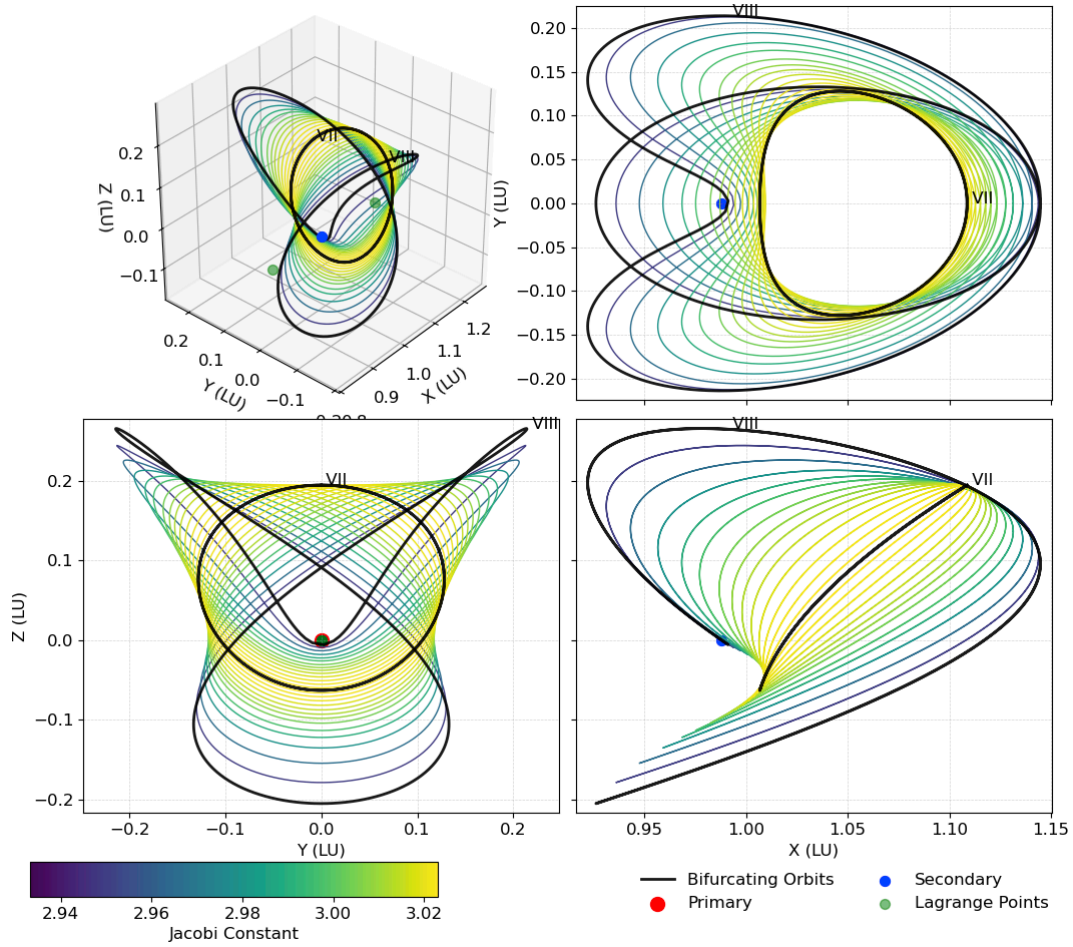 VII
VIII
0.2
0.1
0.0
−0.1
Z (LU)
0.2
0.1
0.0
−0.1
Y (LU)
0.9
1.0
1.1
1.2
X (LU)
VIII
VII
0.20
0.15
0.10
0.05
0.00
−0.05
−0.10
−0.15
−0.20
Y (LU)
VIII
VII
0.2
0.1
0.0
−0.1
−0.2
Z (LU)
−0.2
−0.1
0.0
0.1
0.2
Y (LU)
VIII
VII
0.95
1.00
1.05
1.10
1.15
X (LU)
2.94
2.96
2.98
3.00
3.02
Jacobi Constant
Bifurcating Orbits
Primary
Secondary
Lagrange Points